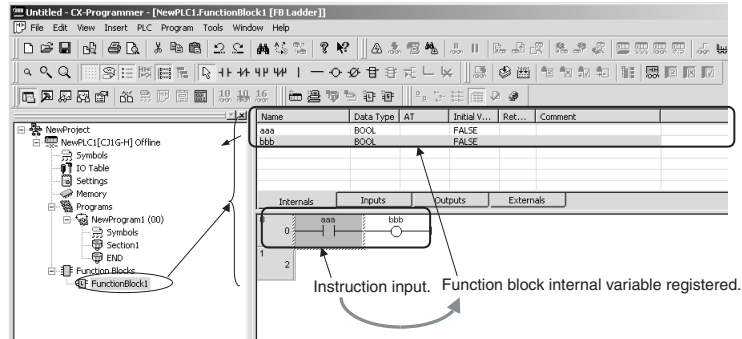 Untitled - CX-Programmer - [NewPLC1.FunctionBlock1 [FB Ladder]]
File Edit View Insert PLC Program Tools Window Help
10 10 16
Name Data Type AT Initial V... Ret... Comment
aaa BOOL FALSE
bbb BOOL FALSE
Internals Inputs Outputs Externals
NewProject
NewPLC1[CJ1G-H] Offline
Symbols
IO Table
Settings
Memory
Programs
NewProgram1 (00)
Symbols
Section1
END
Function Blocks
FunctionBlock1
0
0
aaa bbb
1
2
Instruction input. Function block internal variable registered.